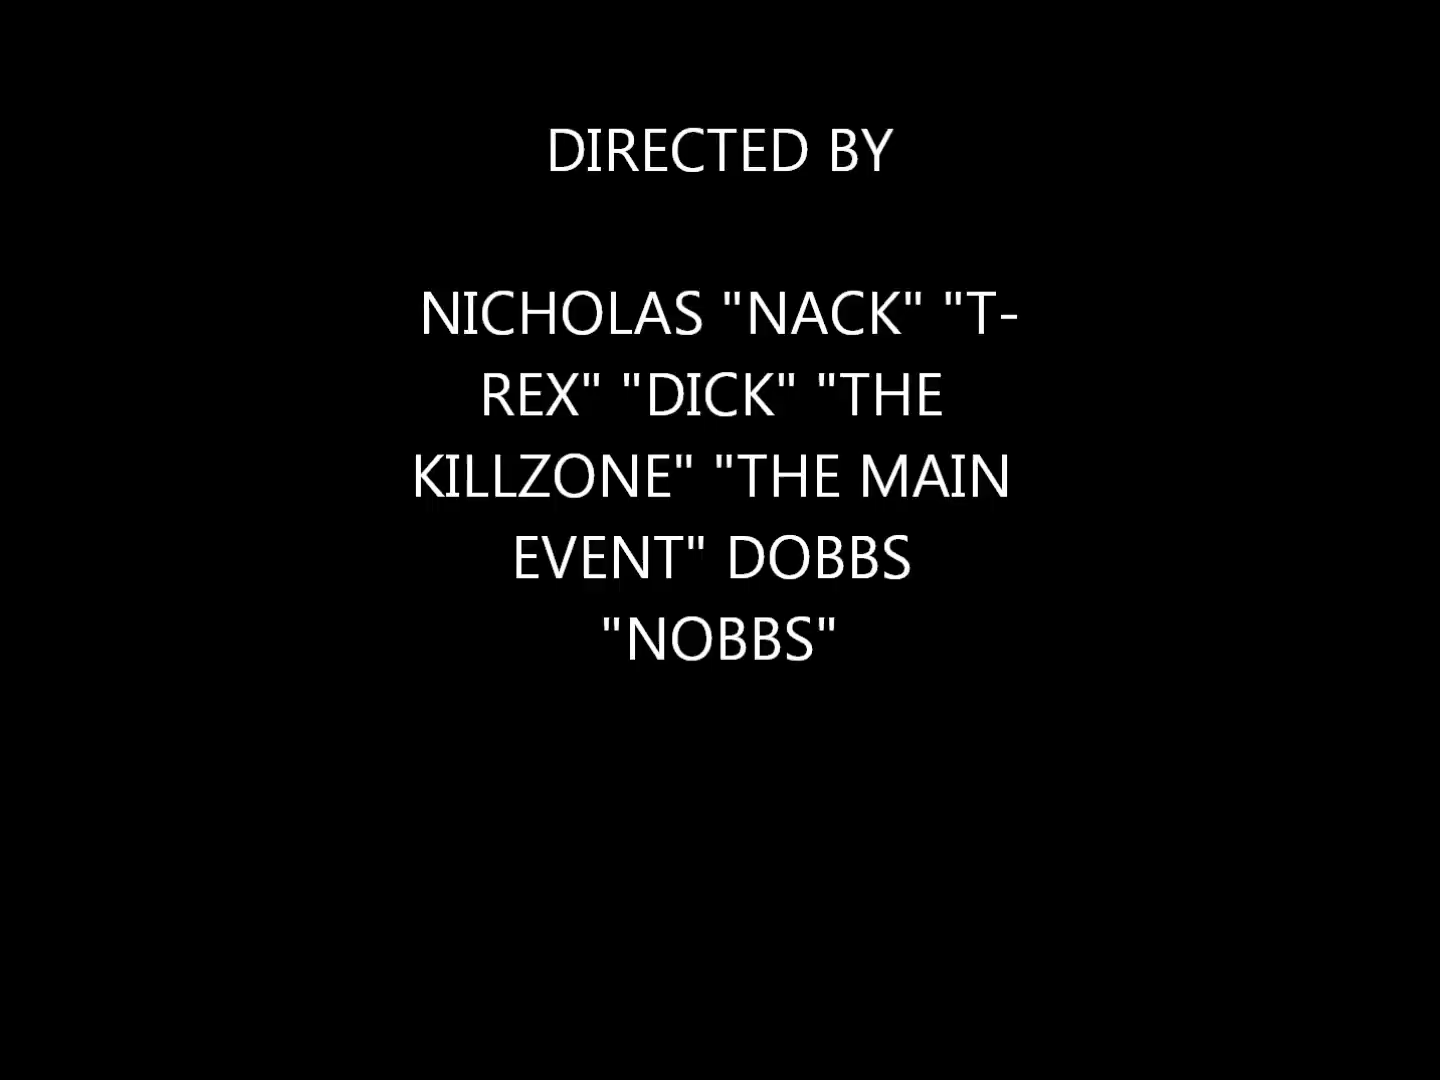 DIRECTED BY
NICHOLAS "NACK" "T-
REX" "DICK" "THE
KILLZONE" "THE MAIN
EVENT" DOBBS
"NOBBS"